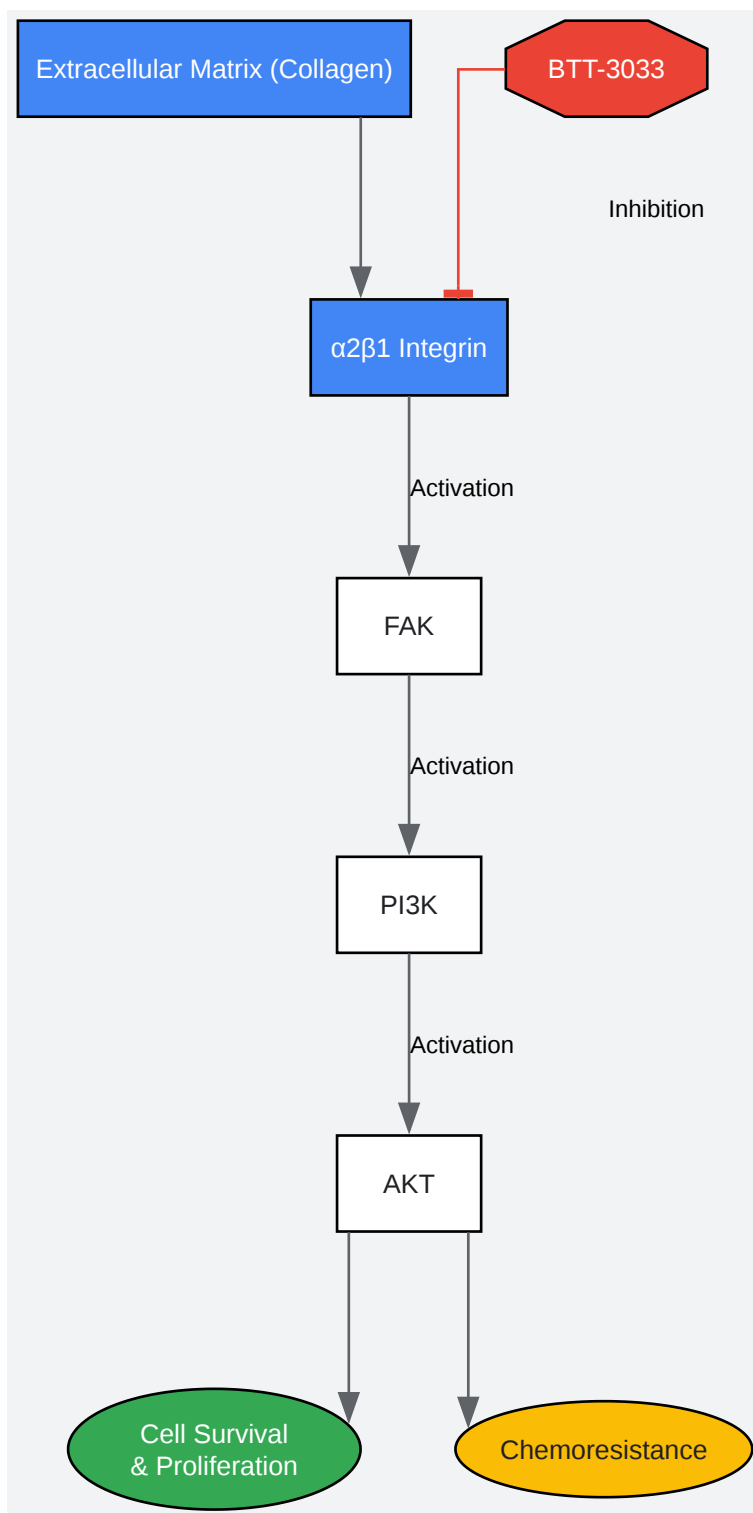 Extracellular Matrix (Collagen)
BTT-3033
Inhibition
α2β1 Integrin
Activation
FAK
Activation
PI3K
Activation
AKT
Cell Survival
& Proliferation
Chemoresistance